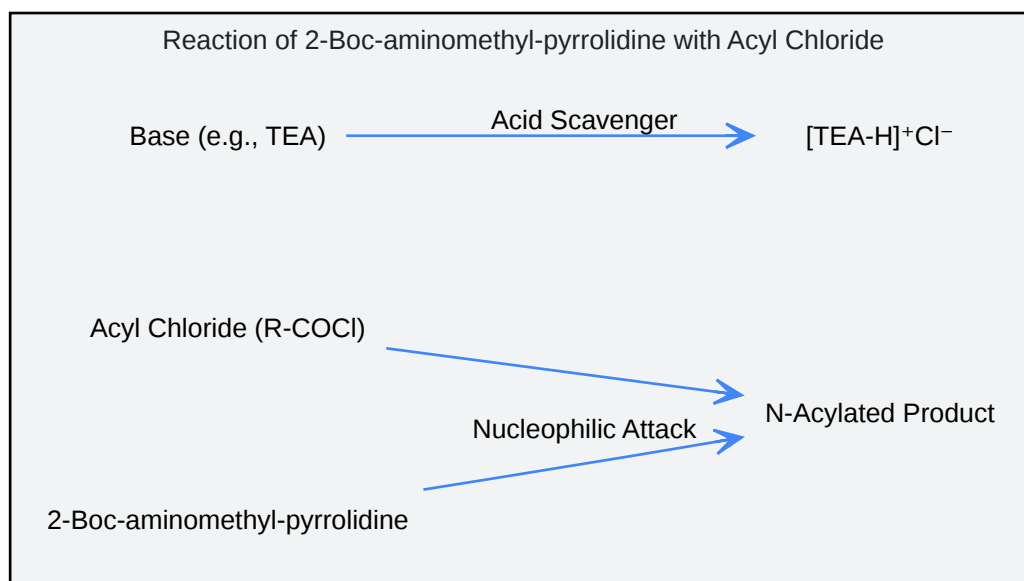 Reaction of 2-Boc-aminomethyl-pyrrolidine with Acyl Chloride
Base (e.g., TEA)
Acid Scavenger
[TEA-H]⁺Cl⁻
Acyl Chloride (R-COCl)
N-Acylated Product
Nucleophilic Attack
2-Boc-aminomethyl-pyrrolidine